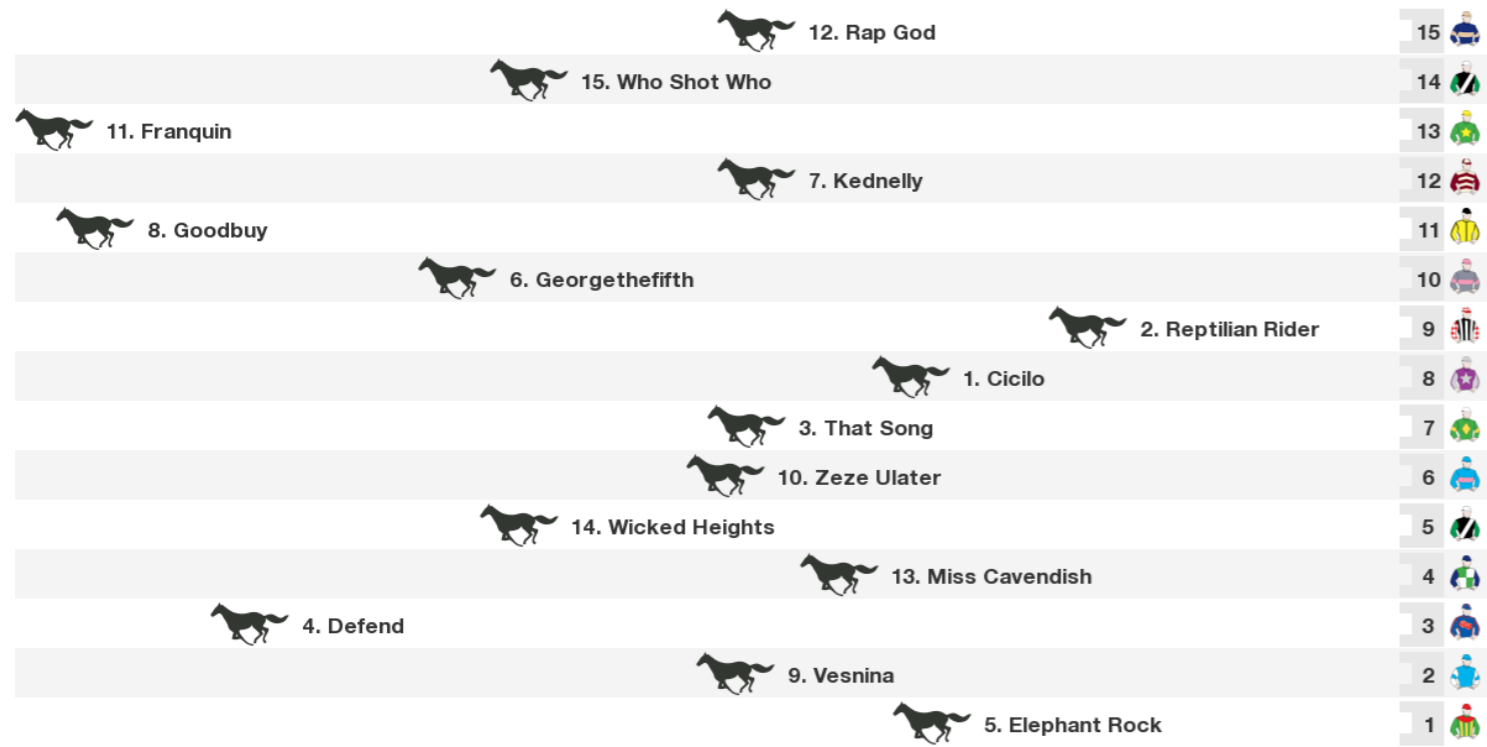 12. Rap God 15
15. Who Shot Who 14
11. Franquin 13
7. Kednelly 12
8. Goodbuy 11
6. Georgethefifth 10
2. Reptilian Rider 9
1. Cicilo 8
3. That Song 7
10. Zeze Ulater 6
14. Wicked Heights 5
13. Miss Cavendish 4
4. Defend 3
9. Vesnina 2
5. Elephant Rock 1